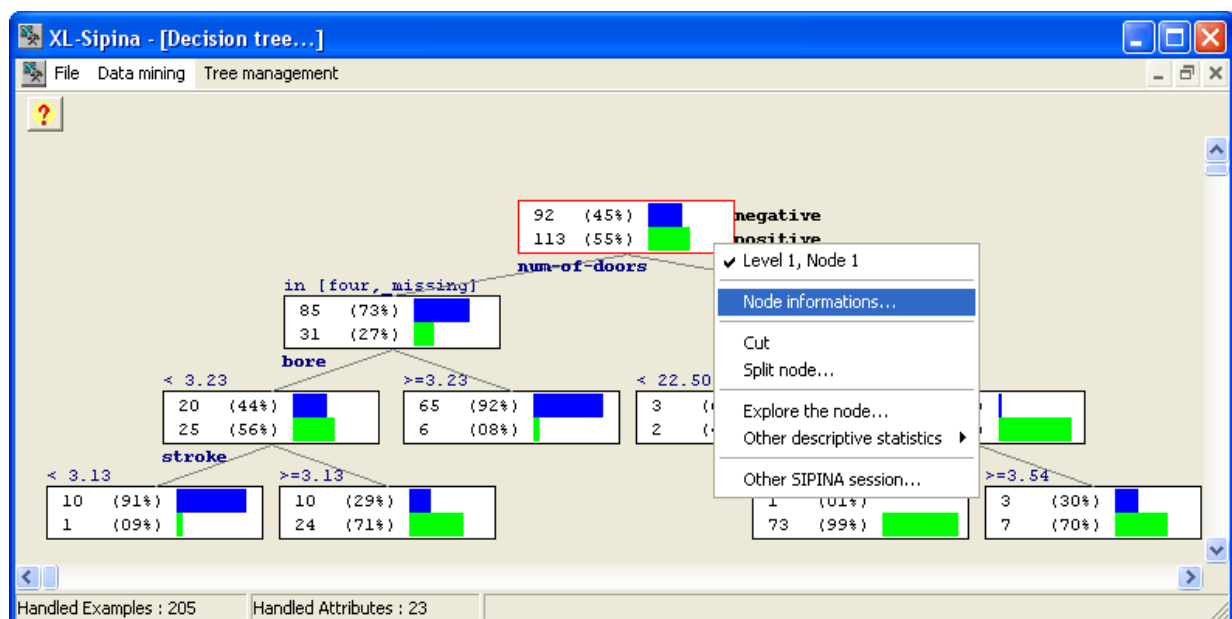 XL-Sipina - [Decision tree...]
File Data mining Tree management
?
92 (45%) negative
113 (55%) positive
num-of-doors
in [four,_missing]
85 (73%)
31 (27%)
bore
< 3.23
20 (44%)
25 (56%)
>=3.23
65 (92%)
6 (08%)
< 22.50
3
2
stroke
< 3.13
10 (91%)
1 (09%)
>=3.13
10 (29%)
24 (71%)
1 (01%)
73 (99%)
>=3.54
3 (30%)
7 (70%)
Level 1, Node 1
Node informations...
Cut
Split node...
Explore the node...
Other descriptive statistics
Other SIPINA session...
Handled Examples : 205
Handled Attributes : 23